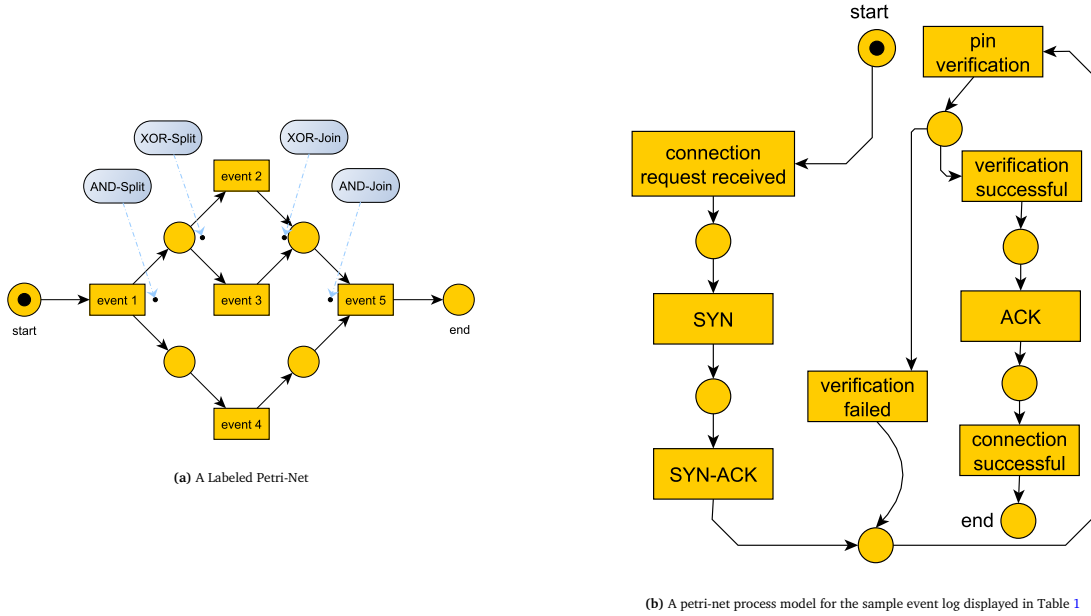 XOR-Split
XOR-Join
event 2
AND-Split
AND-Join
event 1
event 3
event 5
start
end
event 4
(a) A Labeled Petri-Net
start
pin
verification
connection
request received
verification
successful
SYN
ACK
verification
failed
connection
successful
SYN-ACK
end
(b) A petri-net process model for the sample event log displayed in Table 1